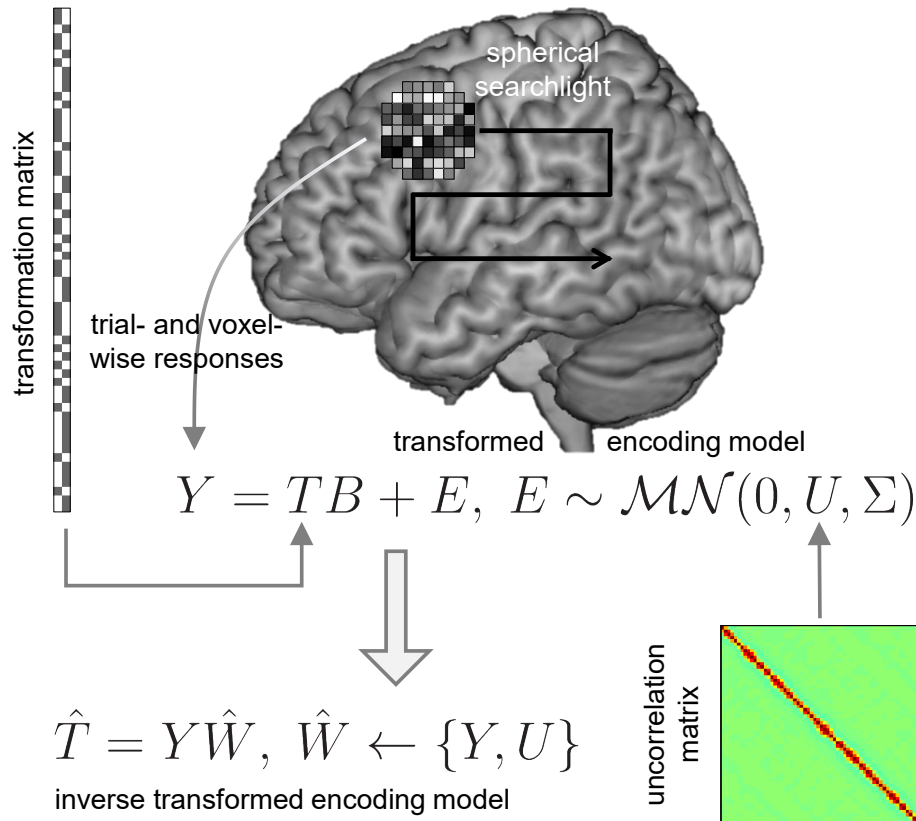 transformation matrix
spherical
searchlight
trial- and voxel-
wise responses
transformed encoding model
Y = TB + E, E ∼ 𝓜𝓝(0, U, Σ)
uncorrelation
matrix
T̂ = YŴ, Ŵ ← {Y, U}
inverse transformed encoding model